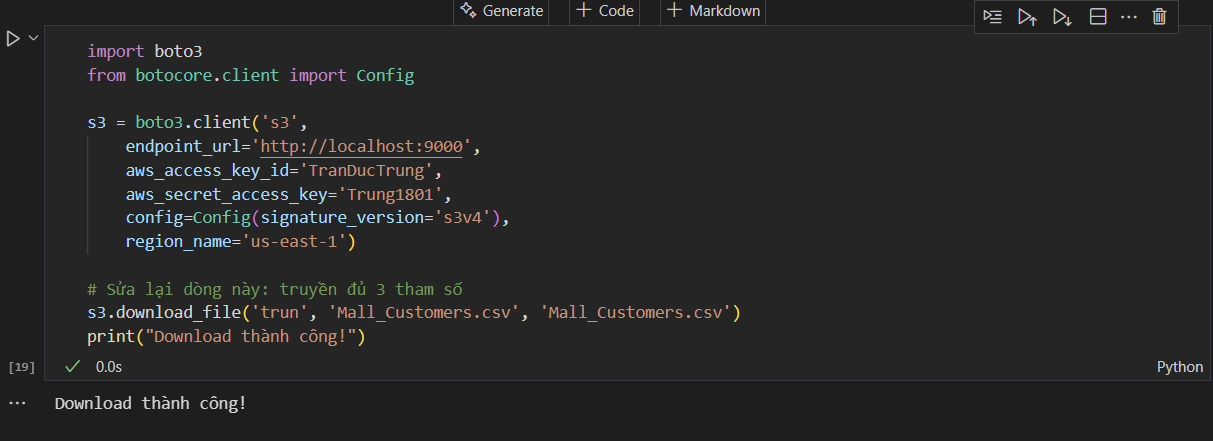 Generate + Code + Markdown
import boto3
from botocore.client import Config
s3 = boto3.client('s3',
    endpoint_url='http://localhost:9000',
    aws_access_key_id='TranDucTrung',
    aws_secret_access_key='Trung1801',
    config=Config(signature_version='s3v4'),
    region_name='us-east-1')
# Sửa lại dòng này: truyền đủ 3 tham số
s3.download_file('trun', 'Mall_Customers.csv', 'Mall_Customers.csv')
print("Download thành công!")
[19] ✓ 0.0s Python
... Download thành công!